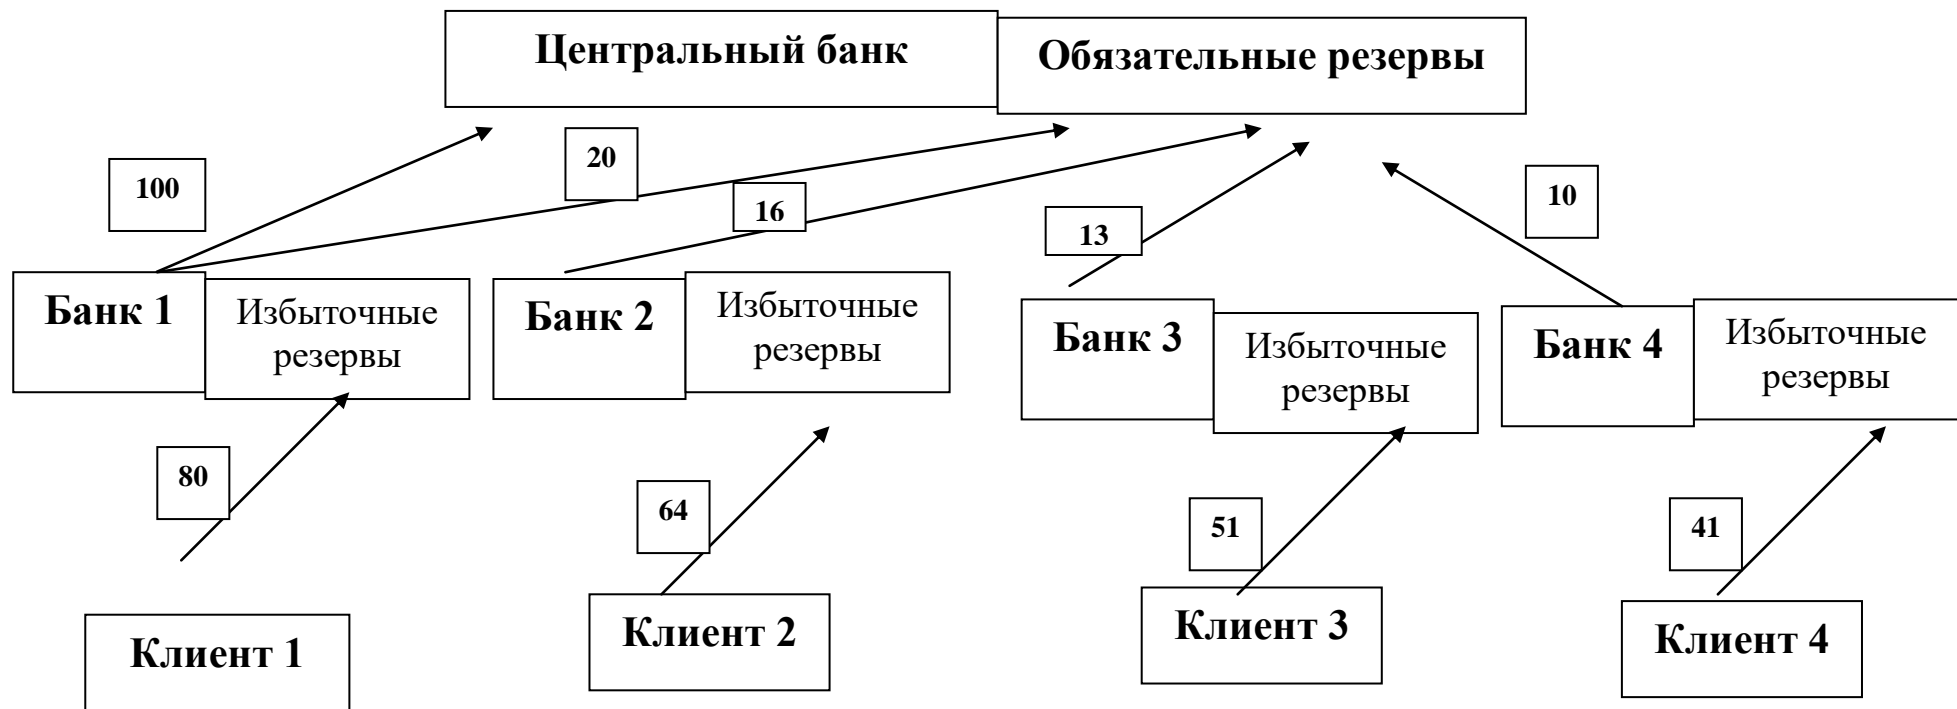 Центральный банк
Обязательные резервы
100
20
16
13
10
Банк 1
Избыточные
резервы
Банк 2
Избыточные
резервы
Банк 3
Избыточные
резервы
Банк 4
Избыточные
резервы
80
64
51
41
Клиент 1
Клиент 2
Клиент 3
Клиент 4